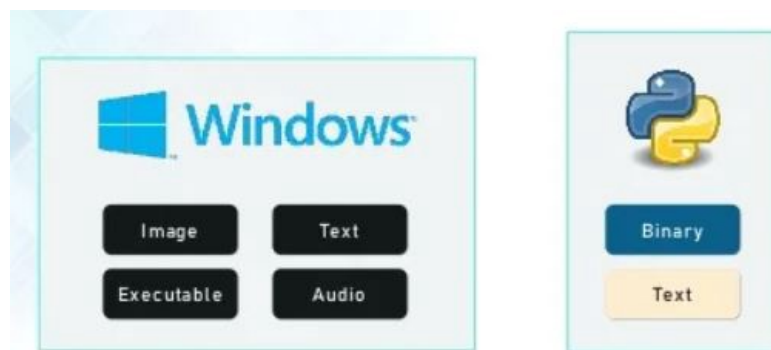 Windows
Image Text
Executable Audio
Binary
Text